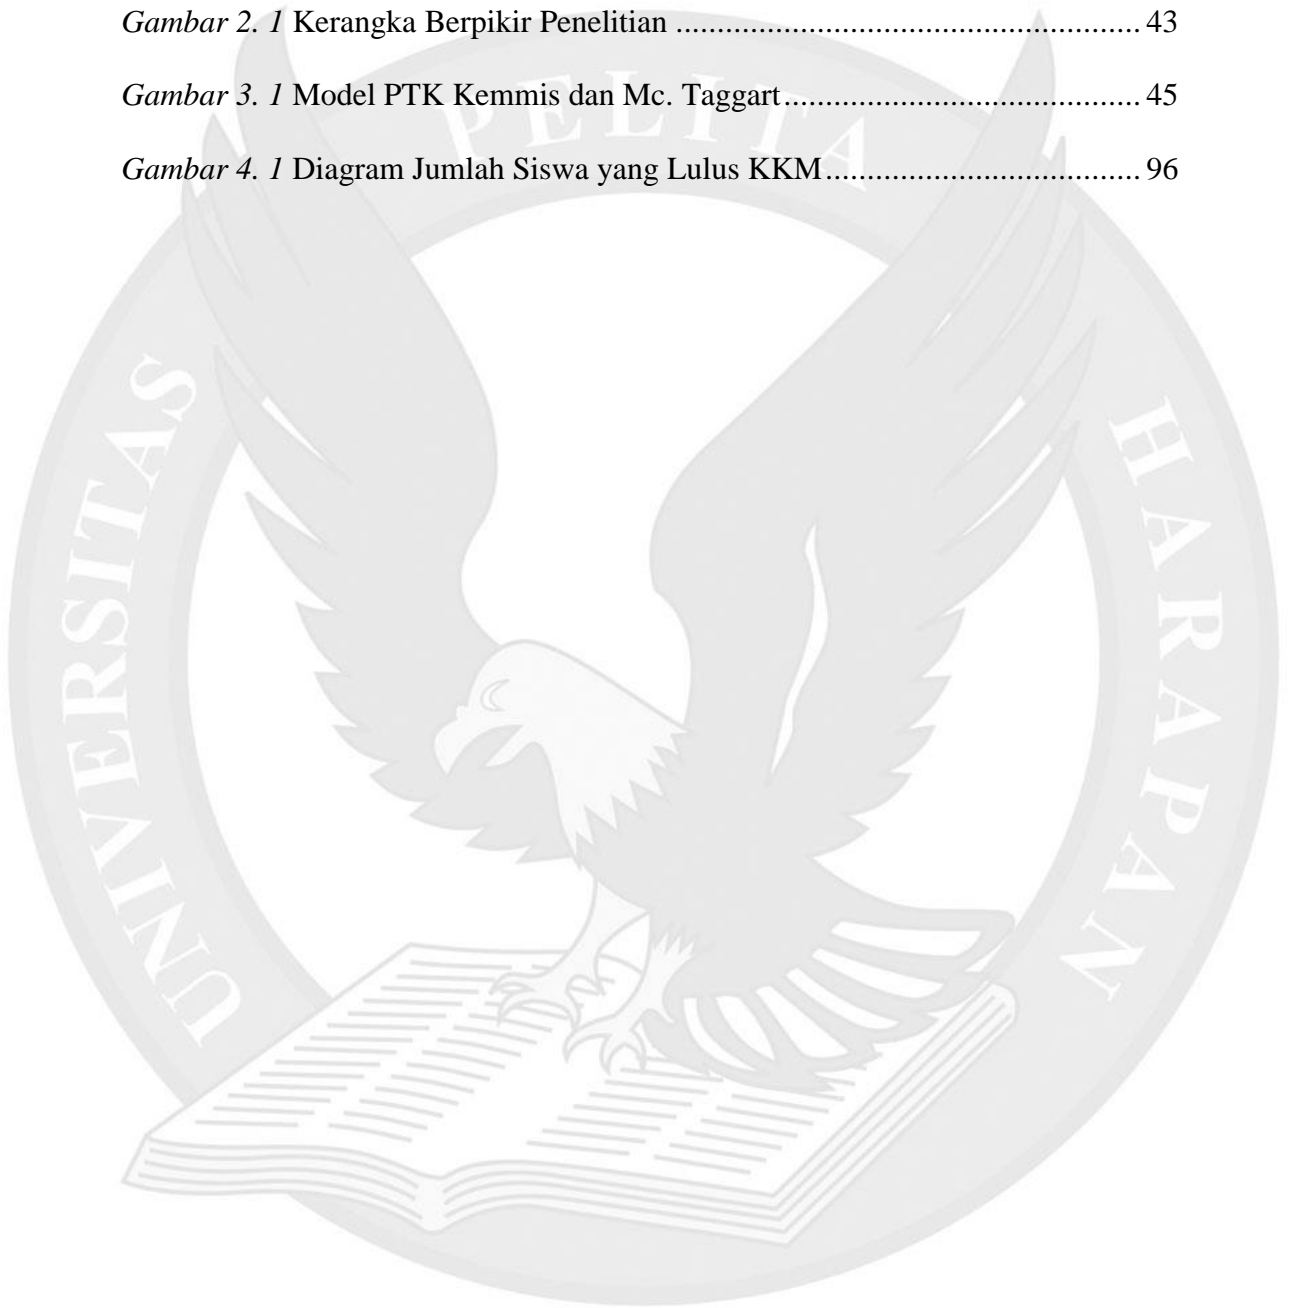 Gambar 2. 1 Kerangka Berpikir Penelitian ........................................................ 43
Gambar 3. 1 Model PTK Kemmis dan Mc. Taggart ........................................... 45
Gambar 4. 1 Diagram Jumlah Siswa yang Lulus KKM ...................................... 96
UNIVERSITAS PELITA HARAPAN